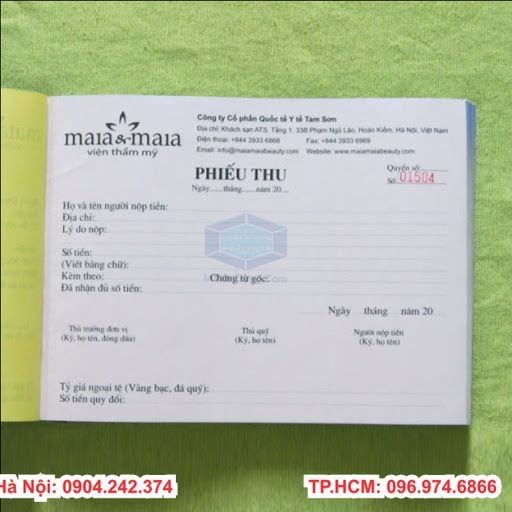 maia&maia
viện thẩm mỹ
Công ty Cổ phần Quốc tế Y tế Tam Sơn
Địa chỉ: Khách sạn ATS, Tầng 1, 33B Phạm Ngũ Lão, Hoàn Kiếm, Hà Nội, Việt Nam
Điện thoại: +844 3933 6868 Fax: +844 3933 6969
Email: info@maiamaiabeauty.com Website: www.maiamaiabeauty.com
PHIẾU THU
Ngày......tháng......năm 20....
Quyển số:
Số 01504
Họ và tên người nộp tiền:
Địa chỉ:
Lý do nộp:
Số tiền:
(Viết bằng chữ):
Kèm theo: Chứng từ gốc:
Đã nhận đủ số tiền:
Ngày tháng năm 20
Thủ trưởng đơn vị Thủ quỹ Người nộp tiền
(Ký, họ tên, đóng dấu) (Ký, họ tên) (Ký, họ tên)
Tỷ giá ngoại tệ (Vàng bạc, đá quý):
Số tiền quy đổi:
Hà Nội: 0904.242.374 TP.HCM: 096.974.6866